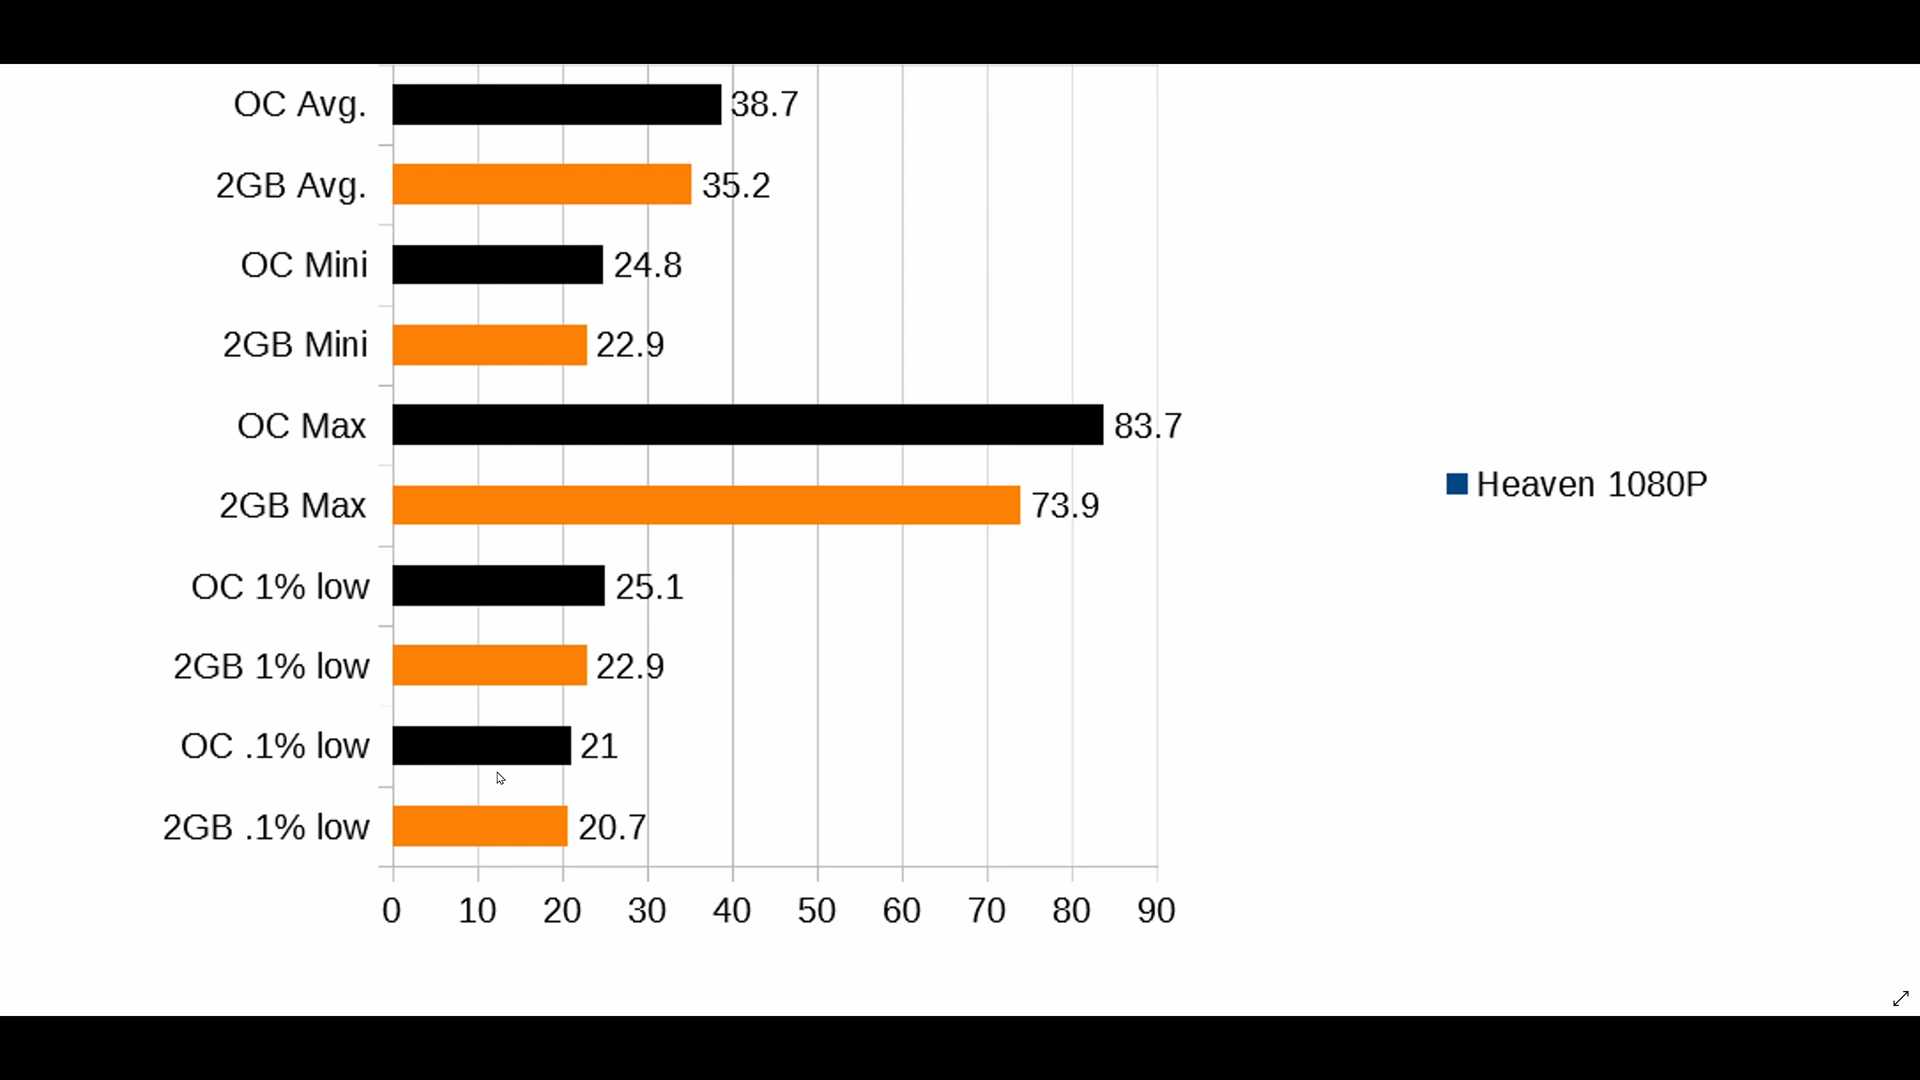 OC Avg. 38.7
2GB Avg. 35.2
OC Mini 24.8
2GB Mini 22.9
OC Max 83.7
2GB Max 73.9
Heaven 1080P
OC 1% low 25.1
2GB 1% low 22.9
OC .1% low 21
2GB .1% low 20.7
0 10 20 30 40 50 60 70 80 90